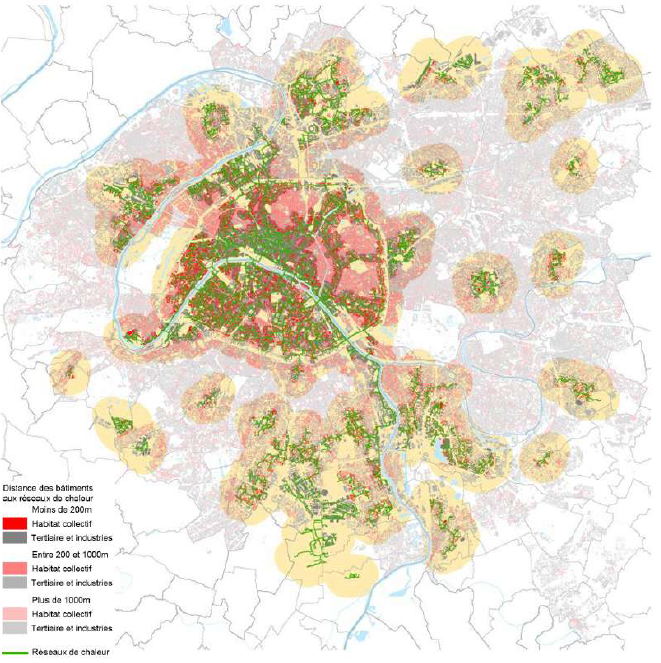 Distance des bâtiments
aux réseaux de chaleur
Moins de 200m
Habitat collectif
Tertiaire et industries
Entre 200 et 1000m
Habitat collectif
Tertiaire et industries
Plus de 1000m
Habitat collectif
Tertiaire et industries
Réseaux de chaleur